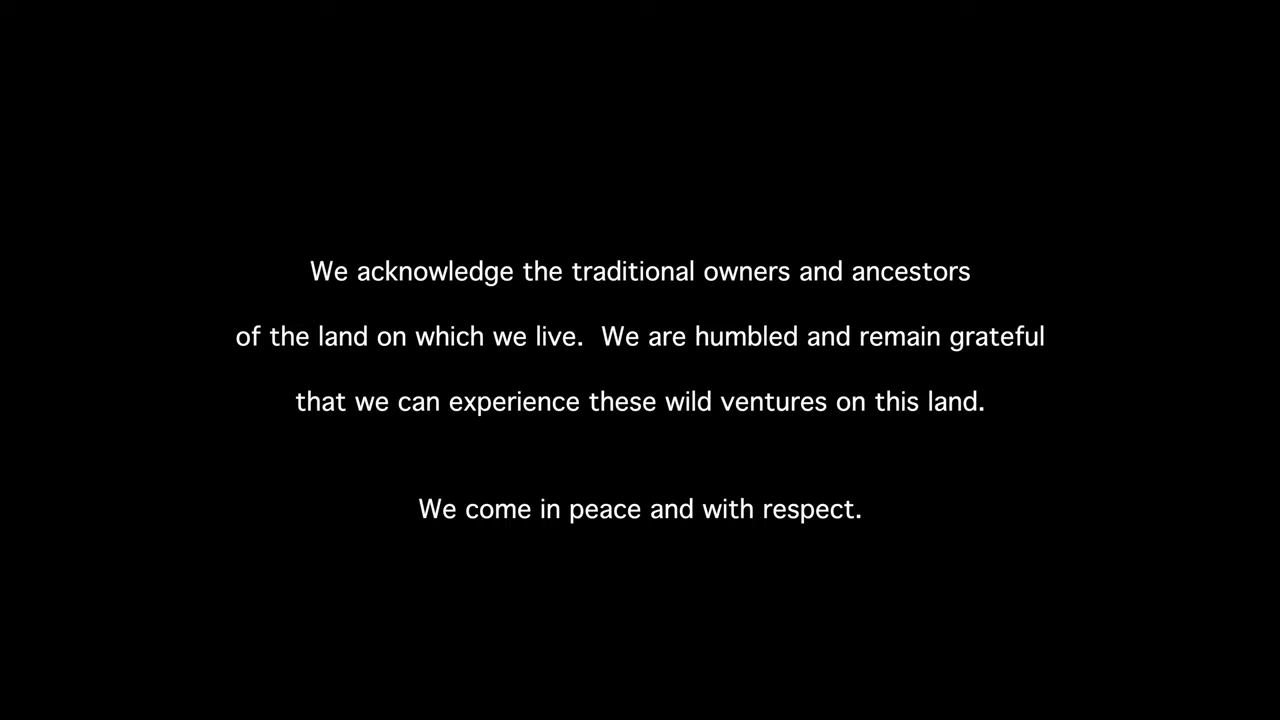 We acknowledge the traditional owners and ancestors
of the land on which we live.  We are humbled and remain grateful
that we can experience these wild ventures on this land.
We come in peace and with respect.